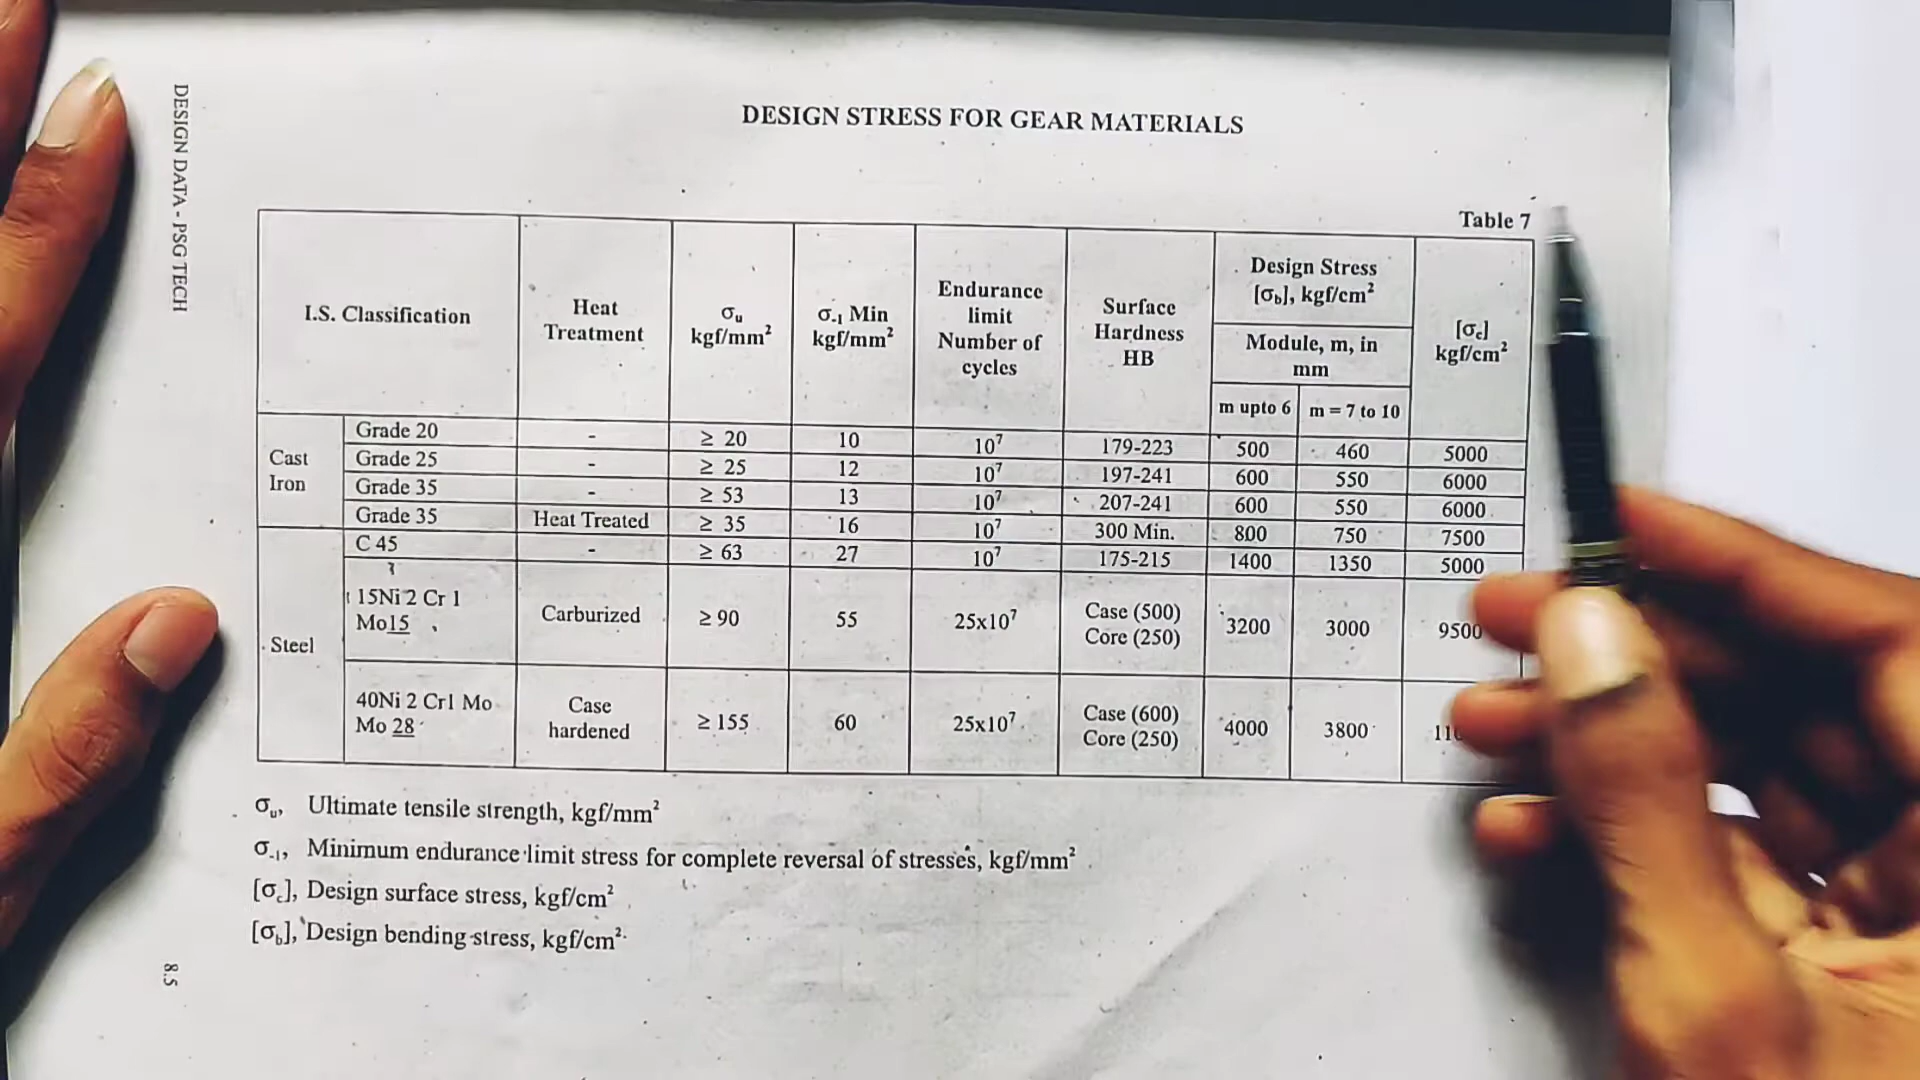 DESIGN DATA - PSG TECH
DESIGN STRESS FOR GEAR MATERIALS
Table 7
I.S. Classification
Heat
Treatment
σu
kgf/mm²
σ-1 Min
kgf/mm²
Endurance
limit
Number of
cycles
Surface
Hardness
HB
Design Stress
[σb], kgf/cm²
Module, m, in
mm
m upto 6
m = 7 to 10
[σc]
kgf/cm²
Cast
Iron
Grade 20 - ≥ 20 10 10⁷ 179-223 500 460 5000
Grade 25 - ≥ 25 12 10⁷ 197-241 600 550 6000
Grade 35 - ≥ 53 13 10⁷ 207-241 600 550 6000
Grade 35 Heat Treated ≥ 35 16 10⁷ 300 Min. 800 750 7500
Steel
C 45 - ≥ 63 27 10⁷ 175-215 1400 1350 5000
15Ni 2 Cr 1
Mo15
Carburized ≥ 90 55 25x10⁷
Case (500)
Core (250)
3200 3000 9500
40Ni 2 Cr1 Mo
Mo 28
Case
hardened
≥ 155 60 25x10⁷
Case (600)
Core (250)
4000 3800
σu, Ultimate tensile strength, kgf/mm²
σ-1, Minimum endurance limit stress for complete reversal of stresses, kgf/mm²
[σc], Design surface stress, kgf/cm²
[σb], Design bending stress, kgf/cm²
8.5